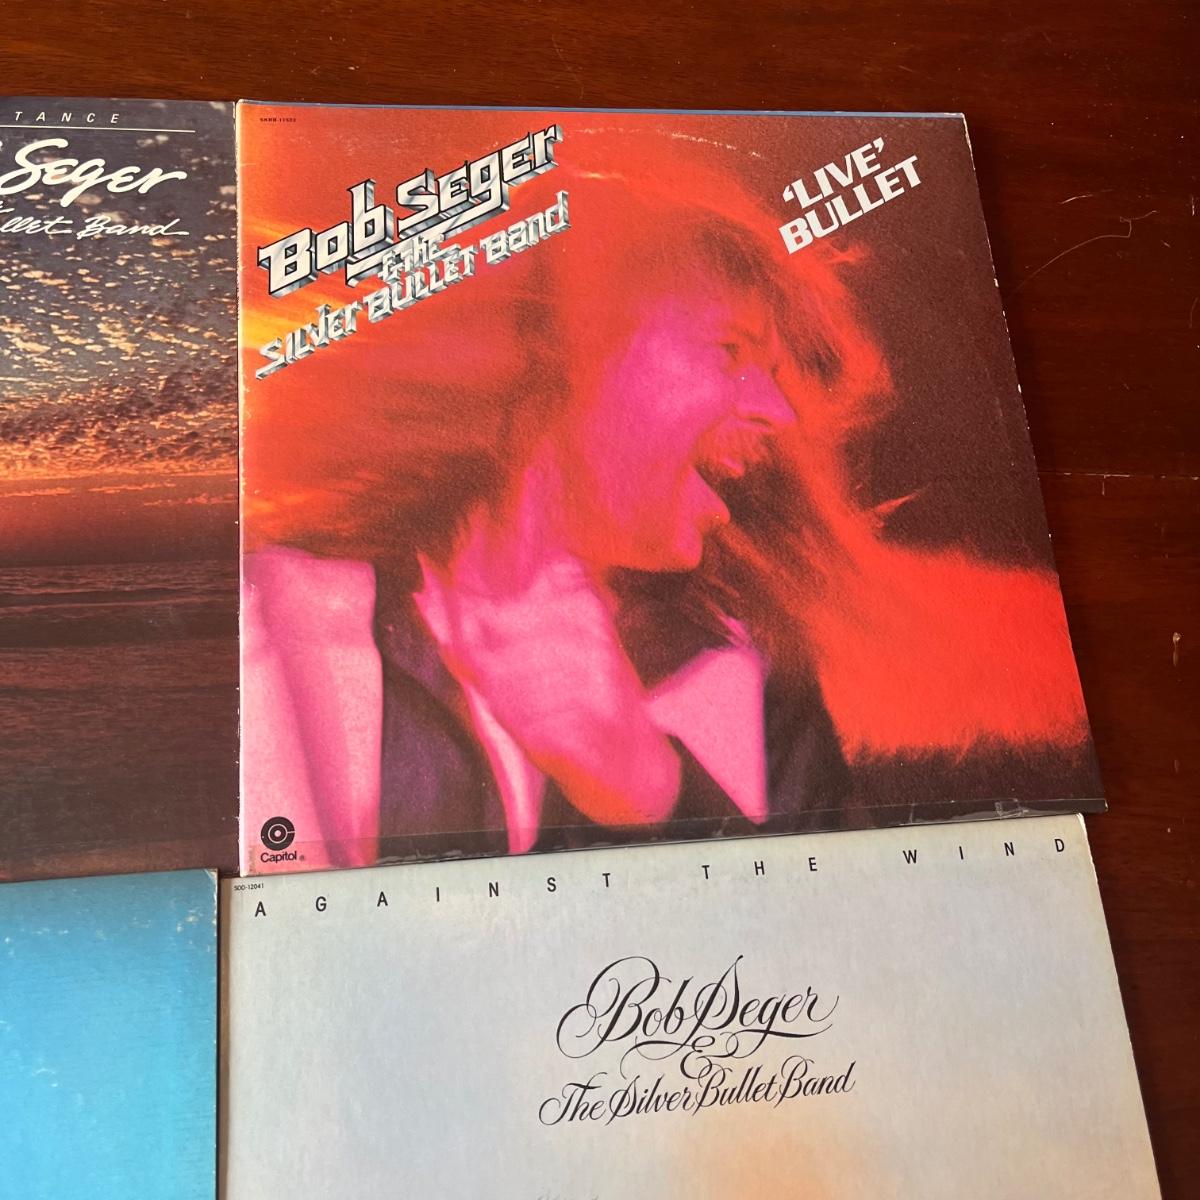 TANCE
Seger
Bullet Band
SKBB-11523
Bob Seger
& THE
SILVER BULLET BAND
'LIVE'
BULLET
Capitol®
SOO-12041
AGAINST THE WIND
Bob Seger
&
The Silver Bullet Band